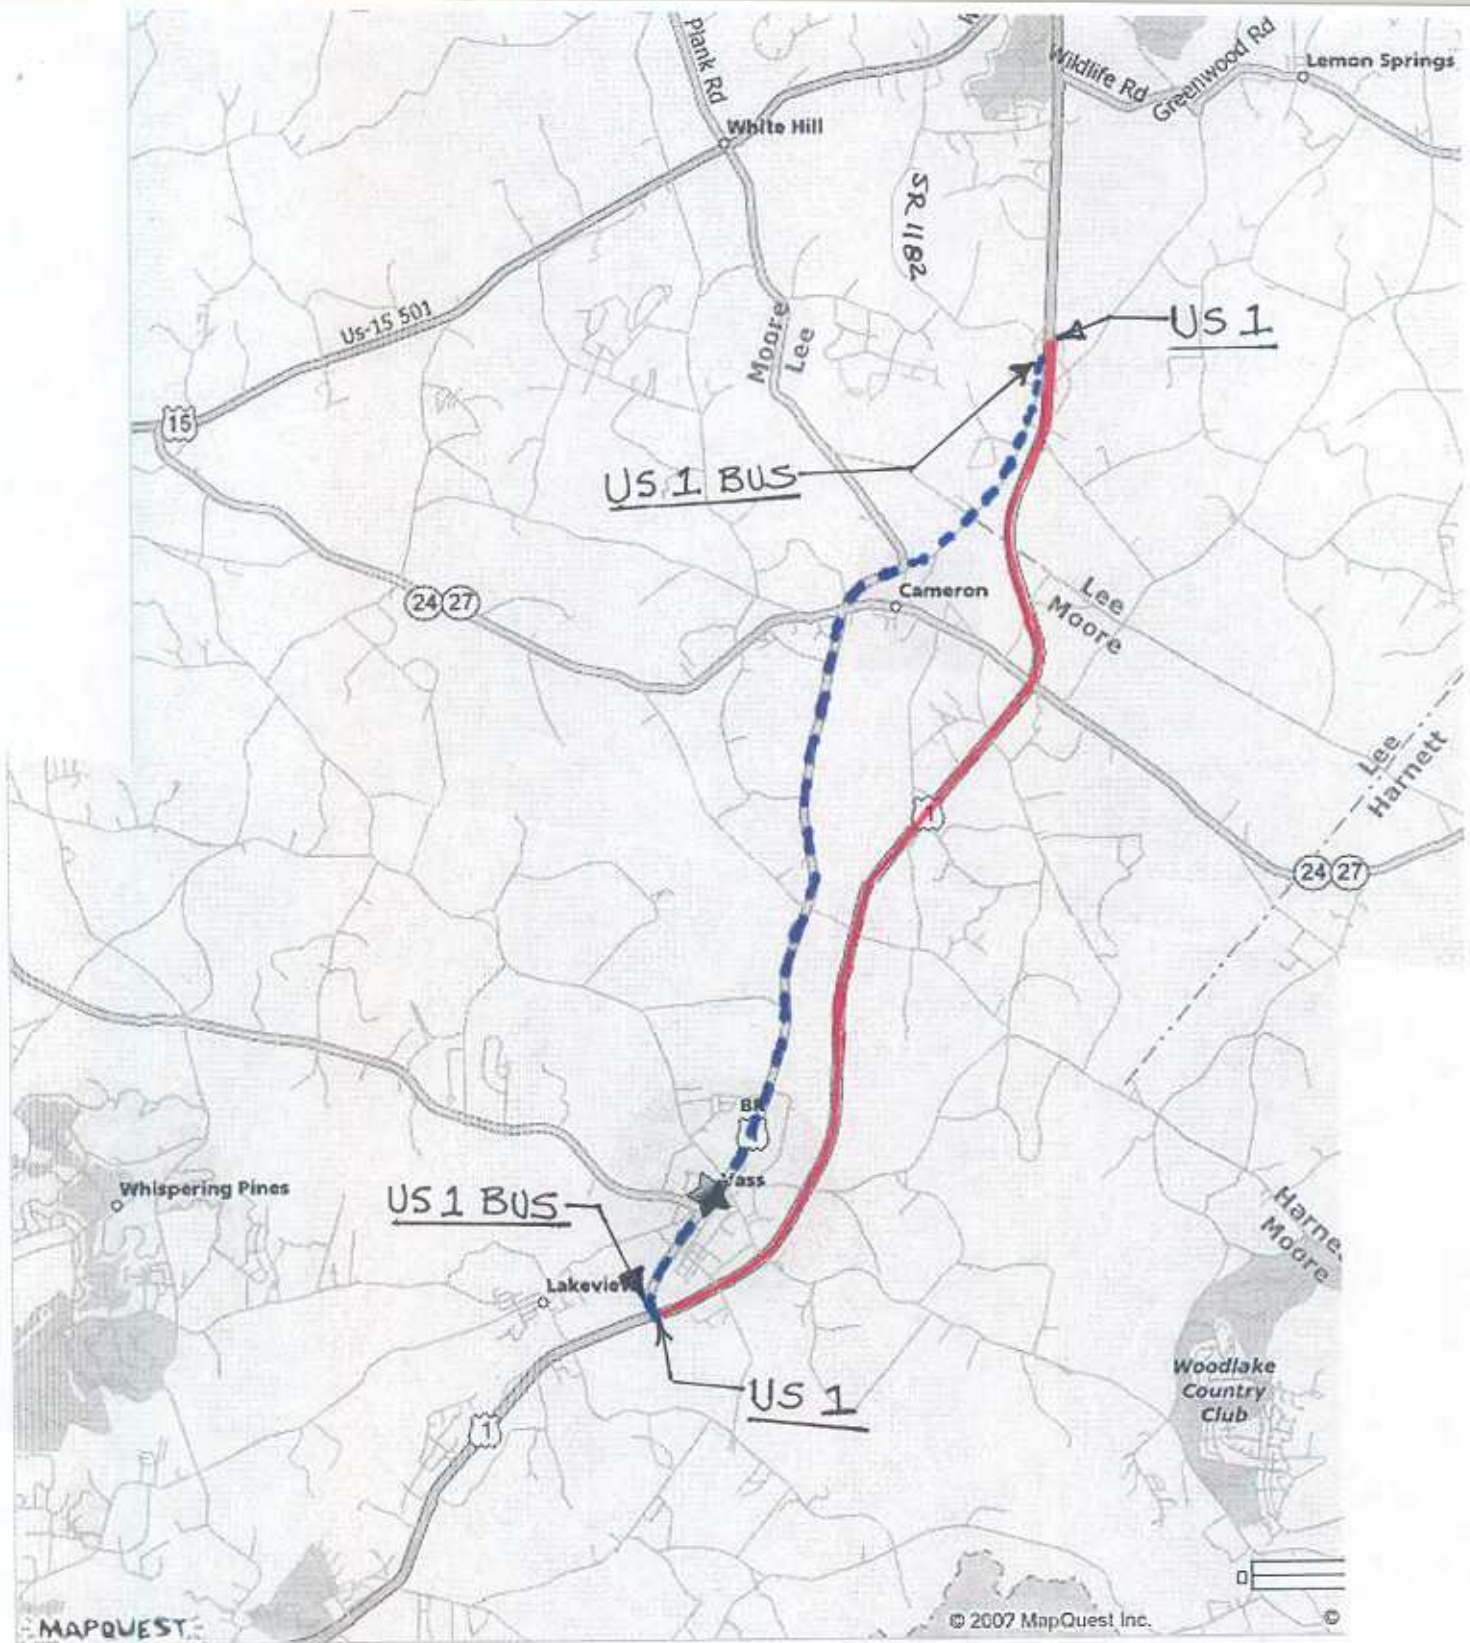 Plank Rd
Wildlife Rd
Greenwood Rd
Lemon Springs
White Hill
SR 1182
Us-15 501
Moore
Lee
US 1
15
US 1 BUS
24 27
Cameron
Lee
Moore
Lee
Harnett
1
24 27
BR
Whispering Pines
US 1 BUS
Harne
Moore
Lakeview
Woodlake
Country
Club
US 1
1
0
MAPQUEST
© 2007 MapQuest Inc.
©